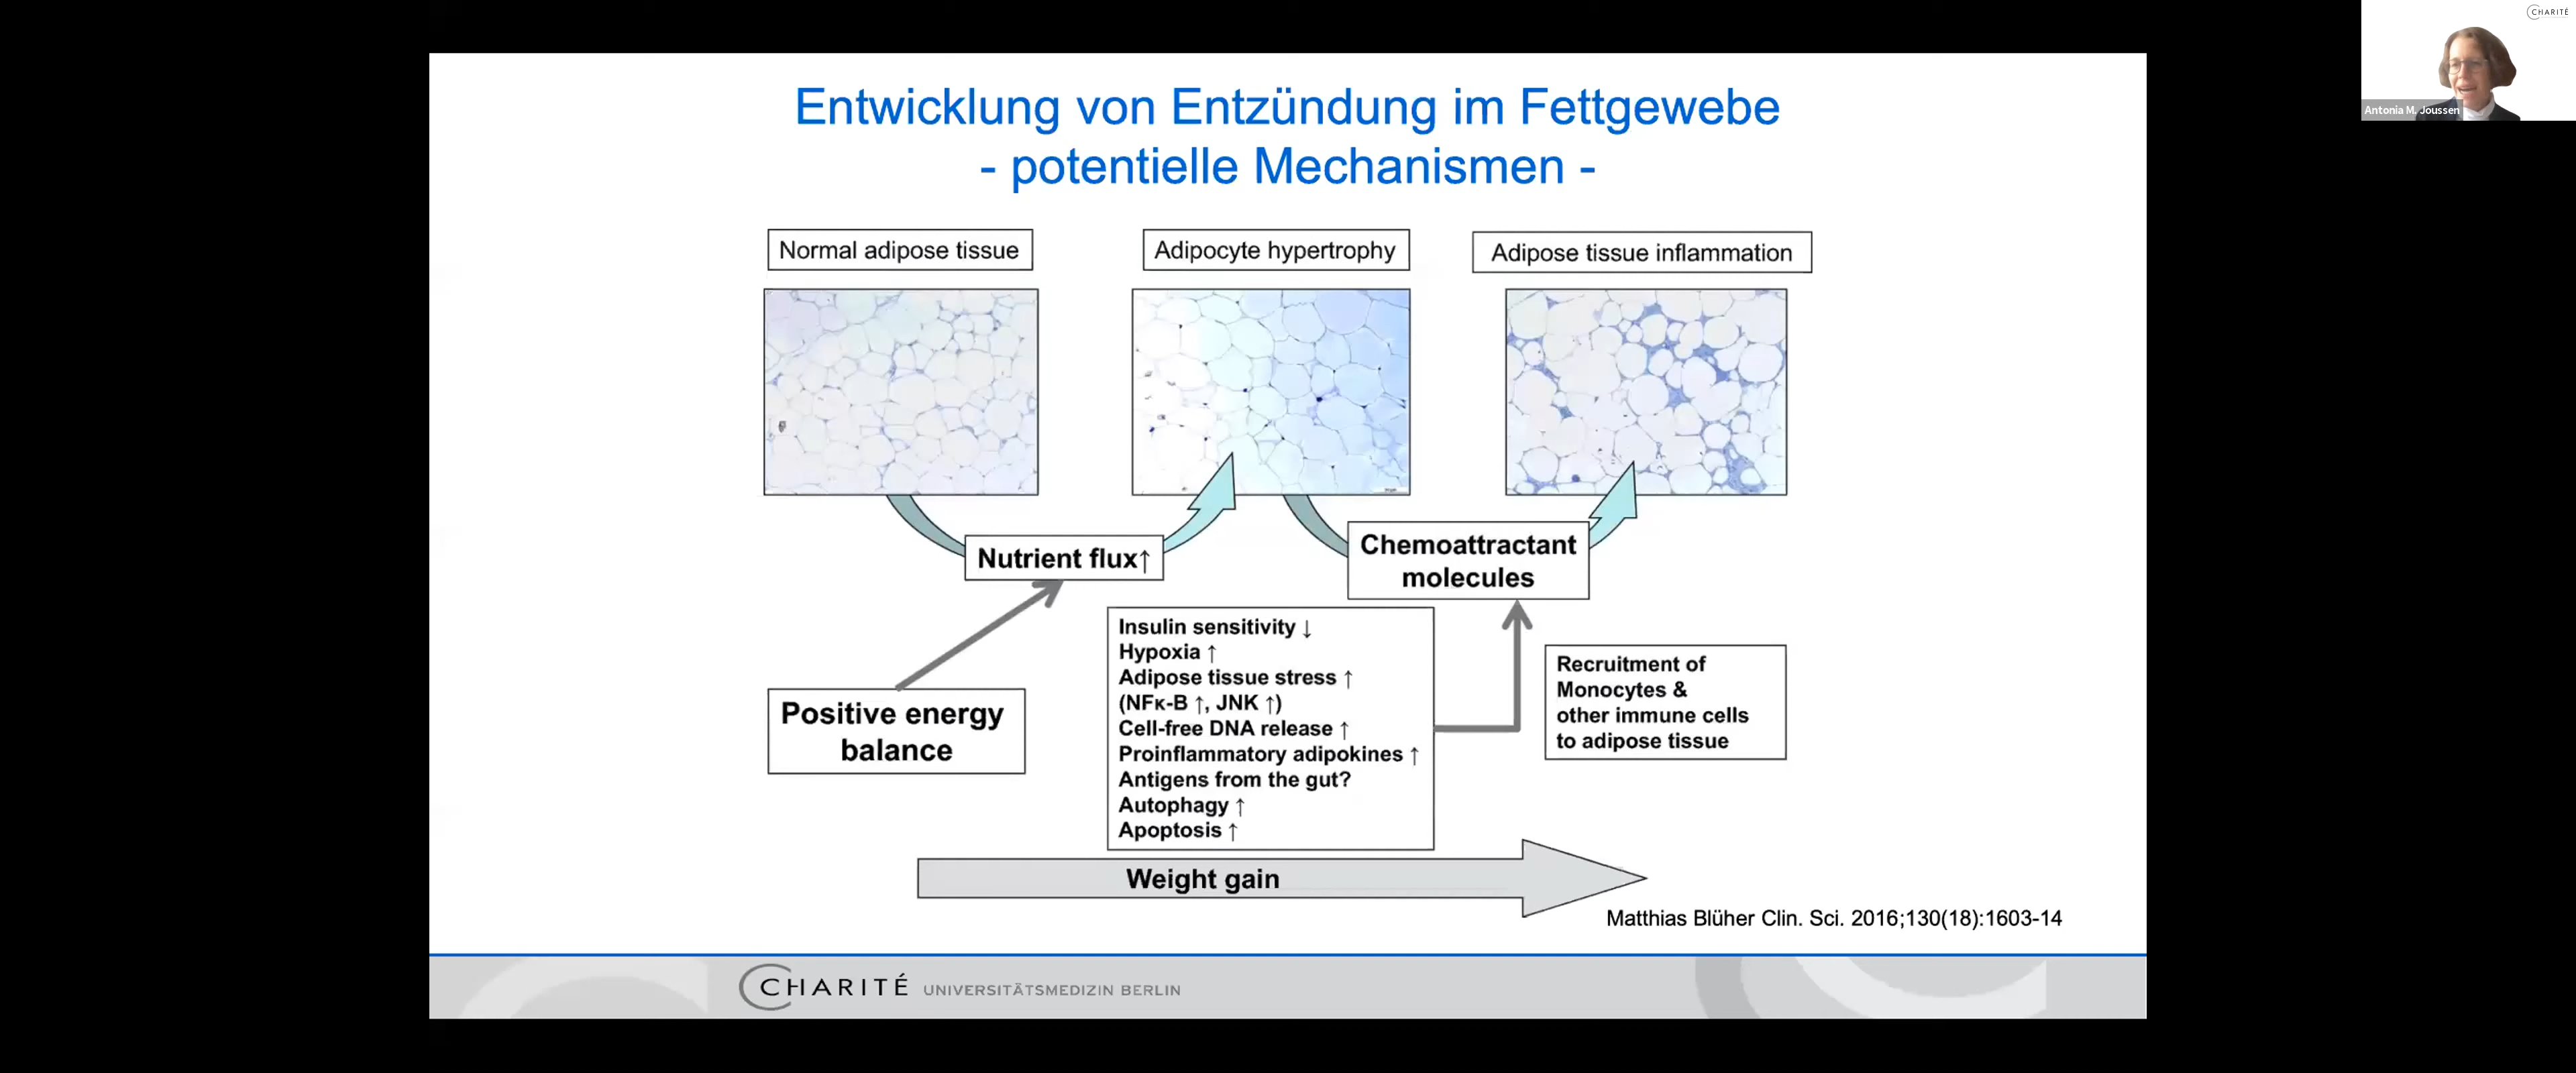 Entwicklung von Entzündung im Fettgewebe
- potentielle Mechanismen -
Normal adipose tissue
Adipocyte hypertrophy
Adipose tissue inflammation
Nutrient flux↑
Chemoattractant
molecules
Positive energy
balance
Insulin sensitivity ↓
Hypoxia ↑
Adipose tissue stress ↑
(NFκ-B ↑, JNK ↑)
Cell-free DNA release ↑
Proinflammatory adipokines ↑
Antigens from the gut?
Autophagy ↑
Apoptosis ↑
Recruitment of
Monocytes &
other immune cells
to adipose tissue
Weight gain
Matthias Blüher Clin. Sci. 2016;130(18):1603-14
CHARITÉ UNIVERSITÄTSMEDIZIN BERLIN
CHARITÉ
Antonia M. Joussen